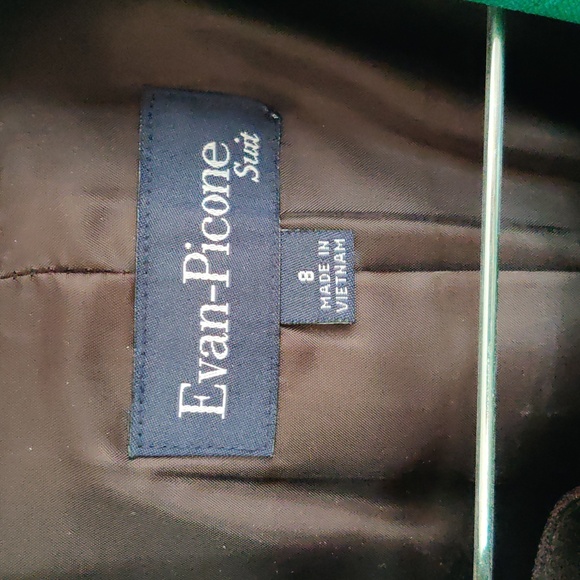 Evan-Picone
Suit
8
MADE IN
VIETNAM